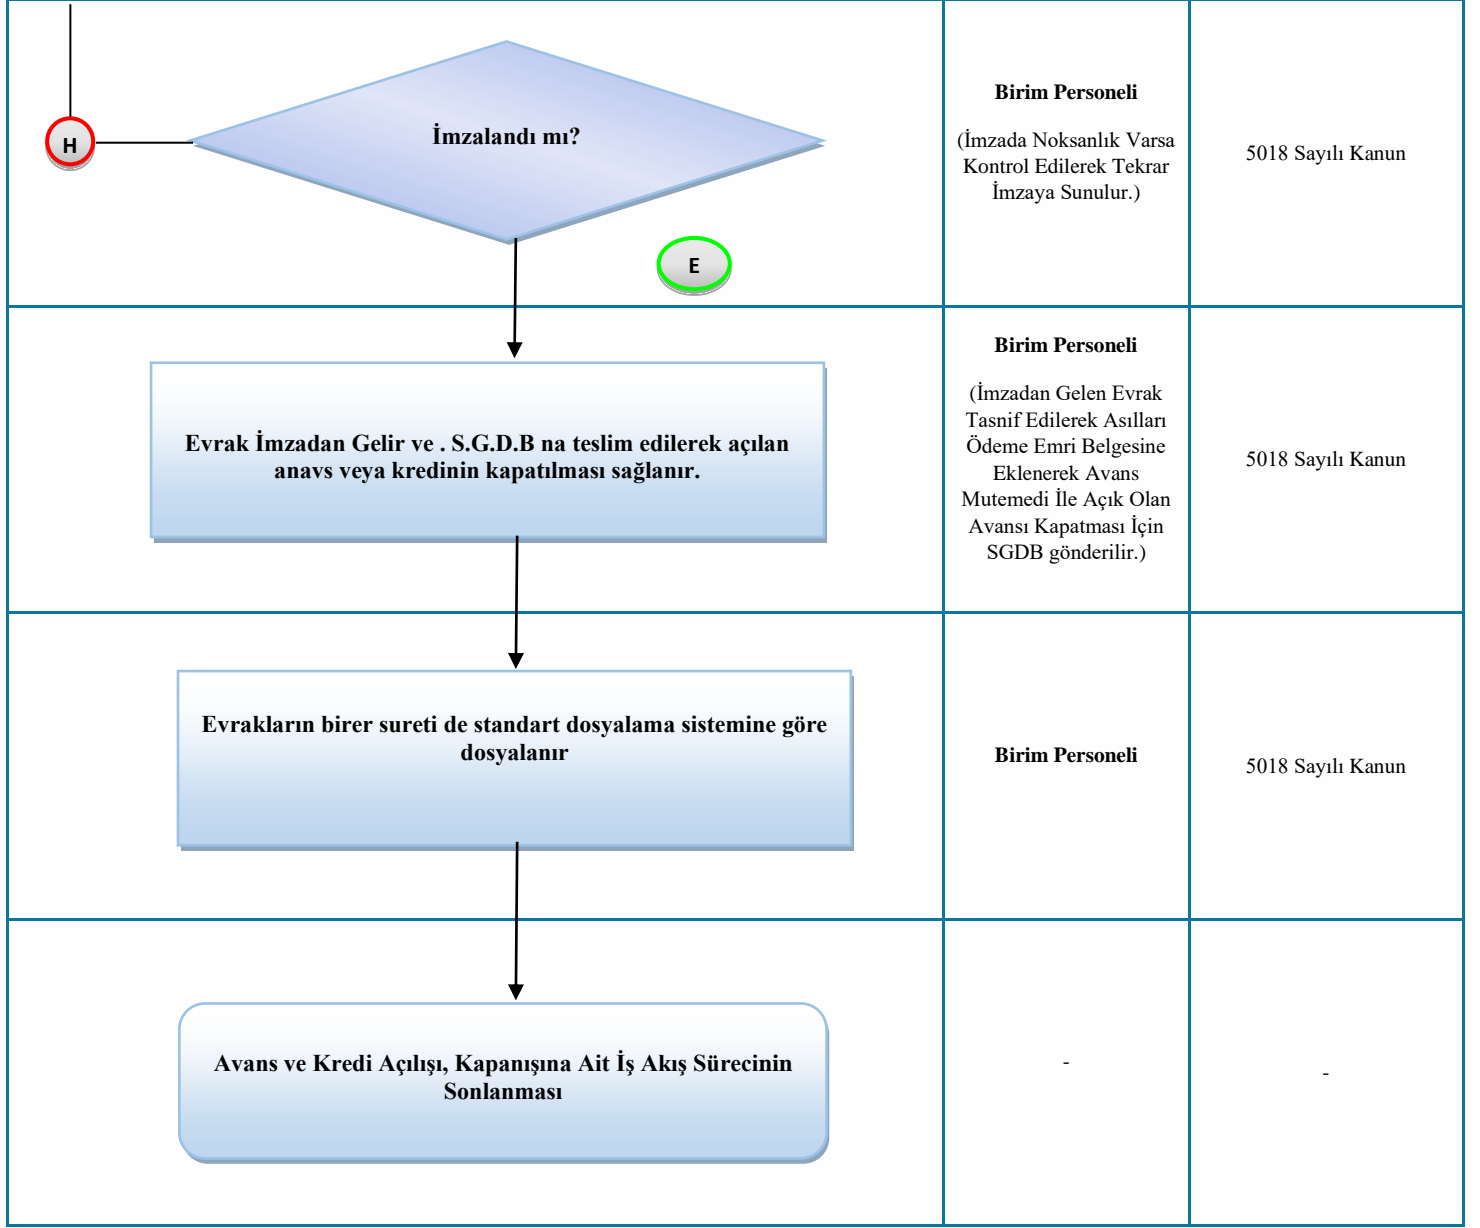 İmzalandı mı?
H
E
Birim Personeli
(İmzada Noksanlık Varsa
Kontrol Edilerek Tekrar
İmzaya Sunulur.)
5018 Sayılı Kanun
Evrak İmzadan Gelir ve . S.G.D.B na teslim edilerek açılan
anavs veya kredinin kapatılması sağlanır.
Birim Personeli
(İmzadan Gelen Evrak
Tasnif Edilerek Asılları
Ödeme Emri Belgesine
Eklenerek Avans
Mutemedi İle Açık Olan
Avansı Kapatması İçin
SGDB gönderilir.)
5018 Sayılı Kanun
Evrakların birer sureti de standart dosyalama sistemine göre
dosyalanır
Birim Personeli
5018 Sayılı Kanun
Avans ve Kredi Açılışı, Kapanışına Ait İş Akış Sürecinin
Sonlanması
-
-